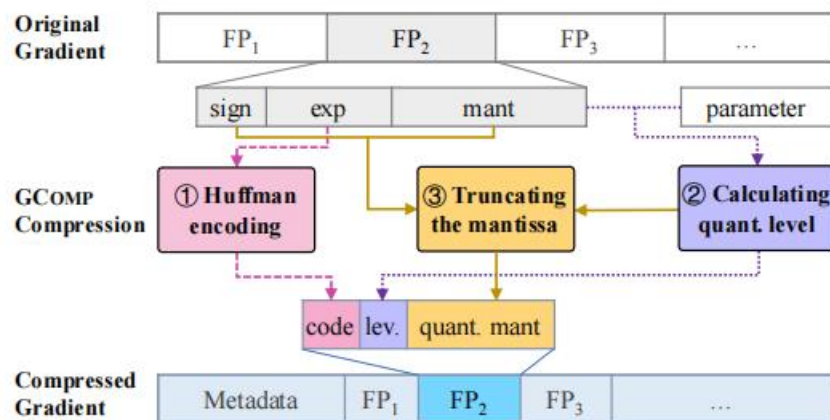 Original
Gradient
FP₁ FP₂ FP₃ ...
sign exp mant parameter
GCOMP
Compression
① Huffman
encoding
③ Truncating
the mantissa
② Calculating
quant. level
code lev. quant. mant
Compressed
Gradient
Metadata FP₁ FP₂ FP₃ ...